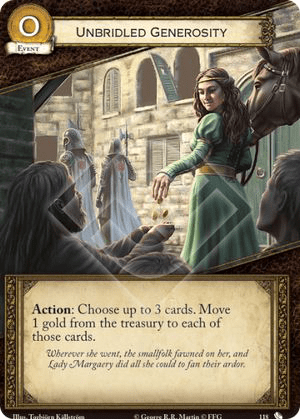 0
UNBRIDLED GENEROSITY
EVENT
Action: Choose up to 3 cards. Move
1 gold from the treasury to each of
those cards.
Wherever she went, the smallfolk fawned on her, and
Lady Margaery did all she could to fan their ardor.
Illus. Torbjörn Källström © George R.R. Martin © FFG 118